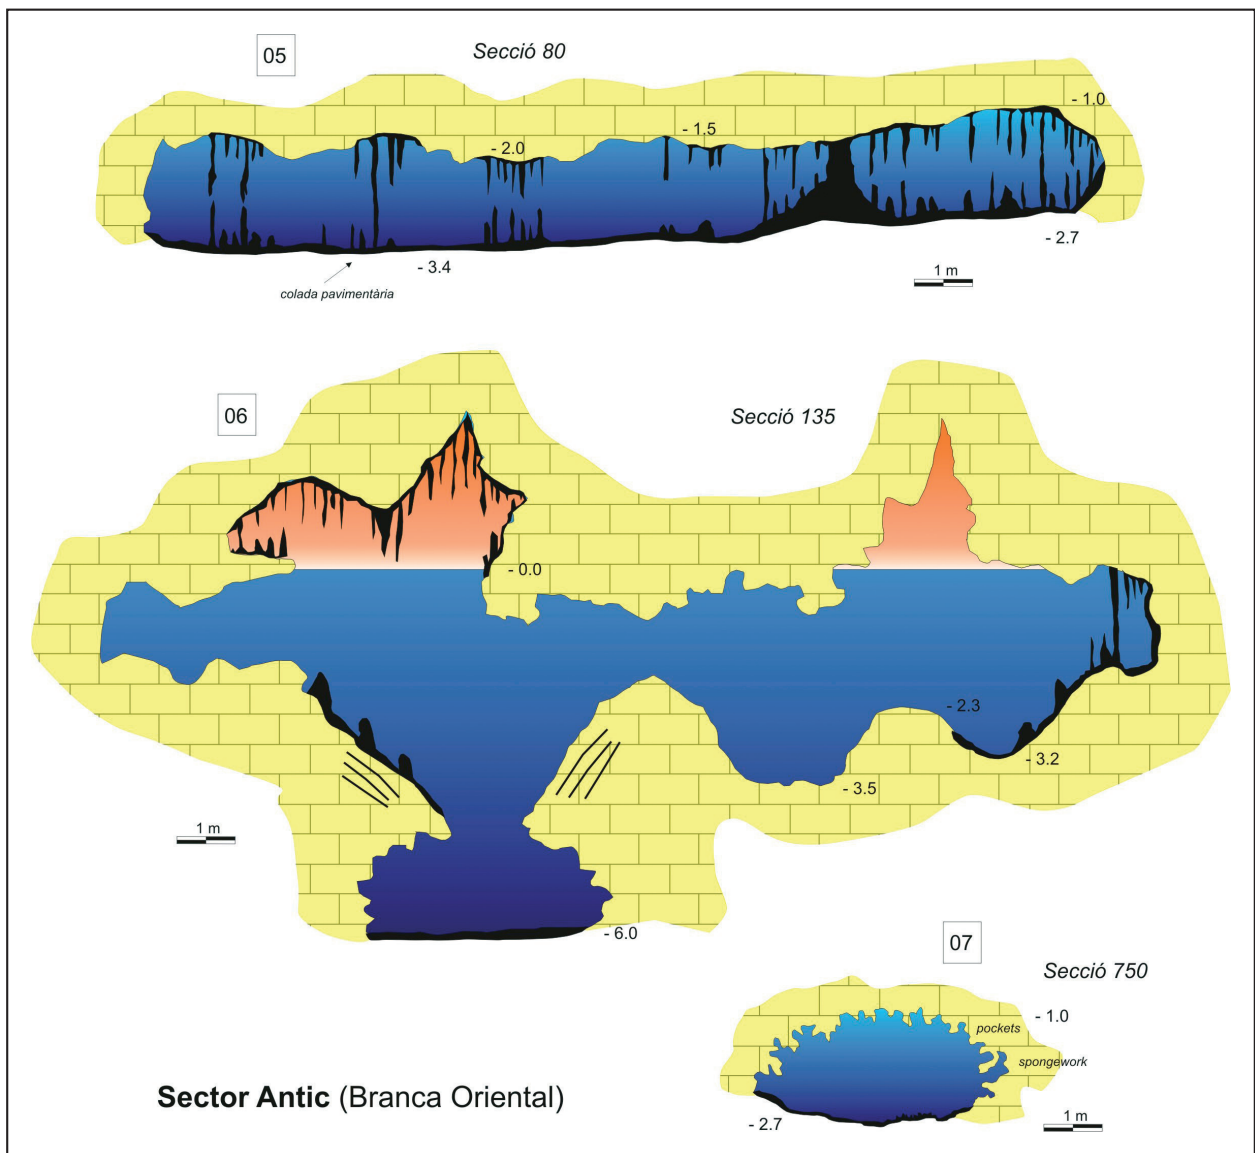 05
Secció 80
- 1.0
- 1.5
- 2.0
- 2.7
- 3.4
1 m
colada pavimentària
06
Secció 135
- 0.0
- 2.3
- 3.2
- 3.5
1 m
- 6.0
07
Secció 750
- 1.0
pockets
spongework
Sector Antic (Branca Oriental)
- 2.7
1 m